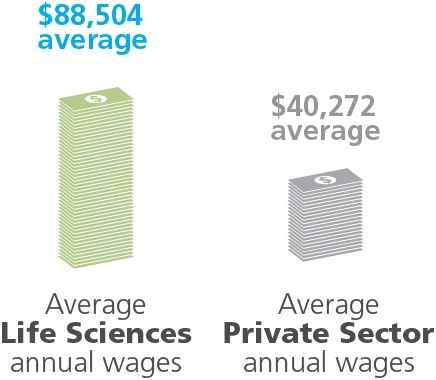 $88,504
average
$
$40,272
average
$
Average
Life Sciences
annual wages
Average
Private Sector
annual wages